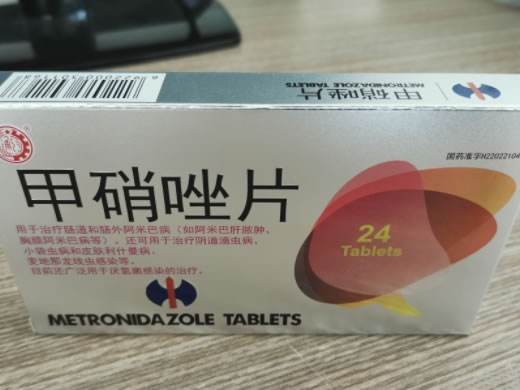 甲硝唑片
METRONIDAZOLE TABLETS
国药准字H22022104
甲硝唑片
用于治疗肠道和肠外阿米巴病（如阿米巴肝脓肿、
胸膜阿米巴病等）、还可用于治疗阴道滴虫病、
小袋虫病和皮肤利什曼病、
麦地那龙线虫感染等。
目前还广泛用于厌氧菌感染的治疗。
24
Tablets
METRONIDAZOLE TABLETS